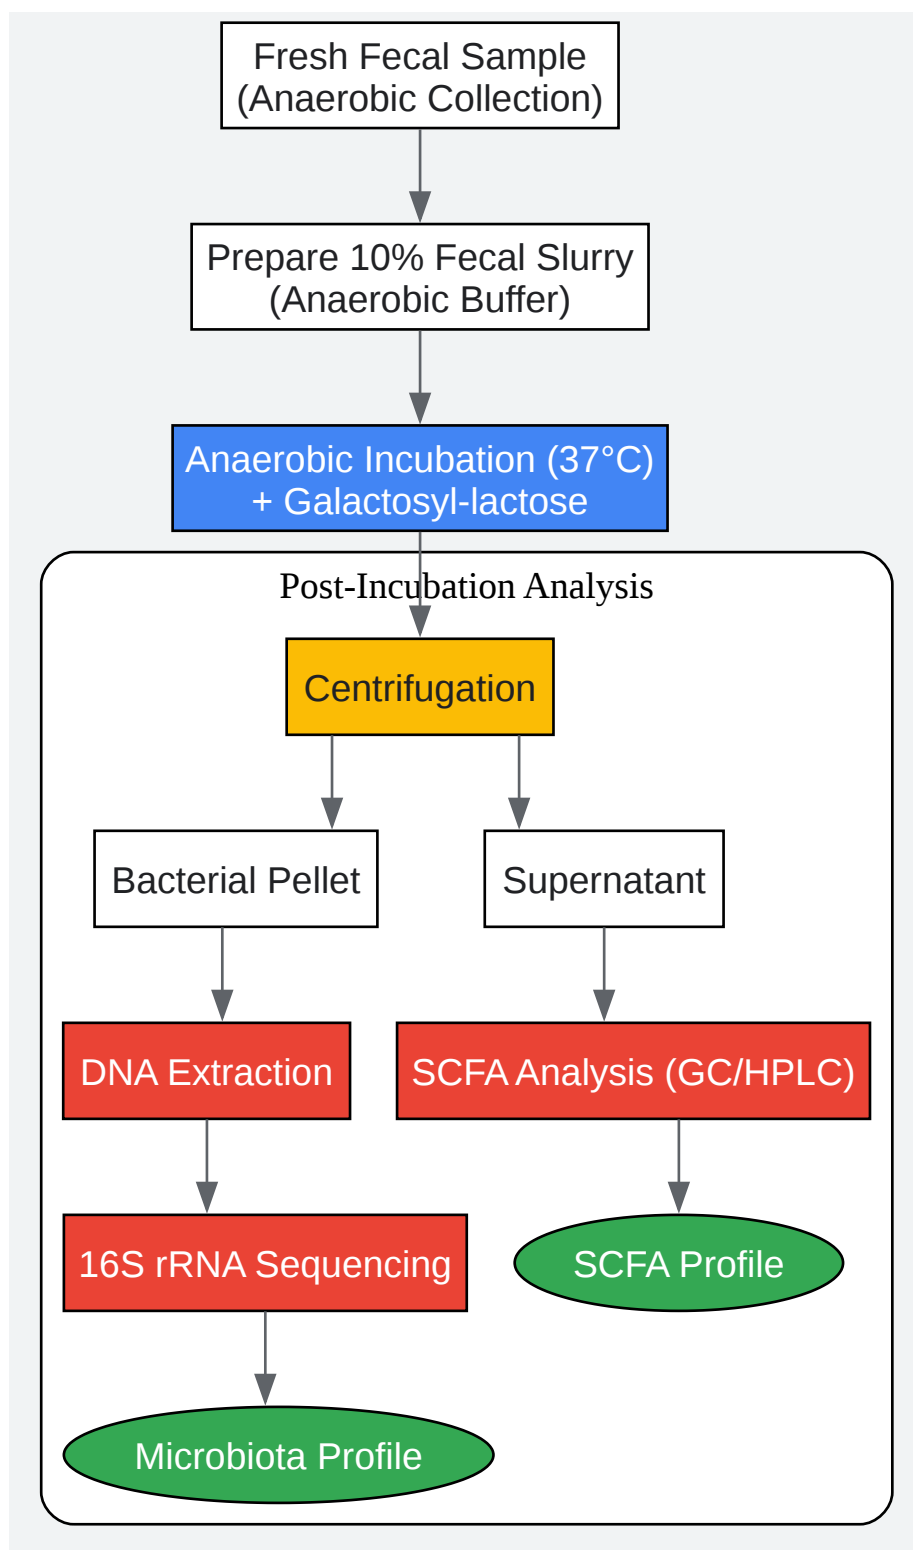 Fresh Fecal Sample
(Anaerobic Collection)
Prepare 10% Fecal Slurry
(Anaerobic Buffer)
Anaerobic Incubation (37°C)
+ Galactosyl-lactose
Post-Incubation Analysis
Centrifugation
Bacterial Pellet
Supernatant
DNA Extraction
SCFA Analysis (GC/HPLC)
16S rRNA Sequencing
SCFA Profile
Microbiota Profile